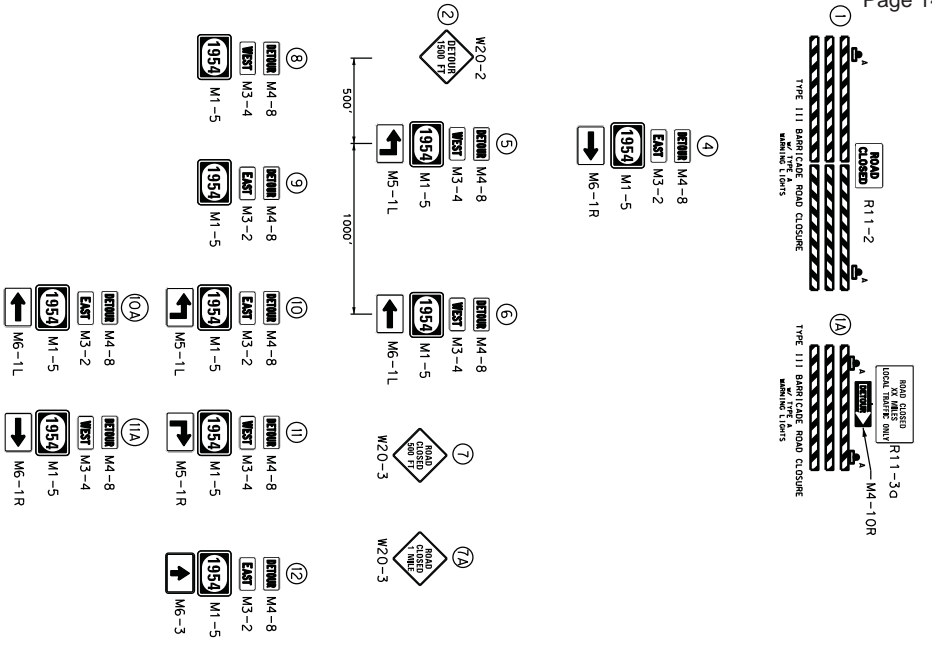 Page 1
1
A
A
ROAD
CLOSED
R11-2
TYPE III BARRICADE ROAD CLOSURE
W/ TYPE A
WARNING LIGHTS
1A
ROAD CLOSED
XX MILES
LOCAL TRAFFIC ONLY
R11-3a
DETOUR
M4-10R
A
A
TYPE III BARRICADE ROAD CLOSURE
W/ TYPE A
WARNING LIGHTS
4
DETOUR M4-8
EAST M3-2
1954 M1-5
M6-1R
2
W20-2
DETOUR
1500 FT
500'
1000'
5
DETOUR M4-8
WEST M3-4
1954 M1-5
M5-1L
6
DETOUR M4-8
WEST M3-4
1954 M1-5
M6-1L
7
ROAD
CLOSED
500 FT
W20-3
7A
ROAD
CLOSED
1 MILE
W20-3
8
DETOUR M4-8
WEST M3-4
1954 M1-5
9
DETOUR M4-8
EAST M3-2
1954 M1-5
10
DETOUR M4-8
EAST M3-2
1954 M1-5
M5-1L
11
DETOUR M4-8
WEST M3-4
1954 M1-5
M5-1R
12
DETOUR M4-8
EAST M3-2
1954 M1-5
M6-3
10A
DETOUR M4-8
EAST M3-2
1954 M1-5
M6-1L
11A
DETOUR M4-8
WEST M3-4
1954 M1-5
M6-1R